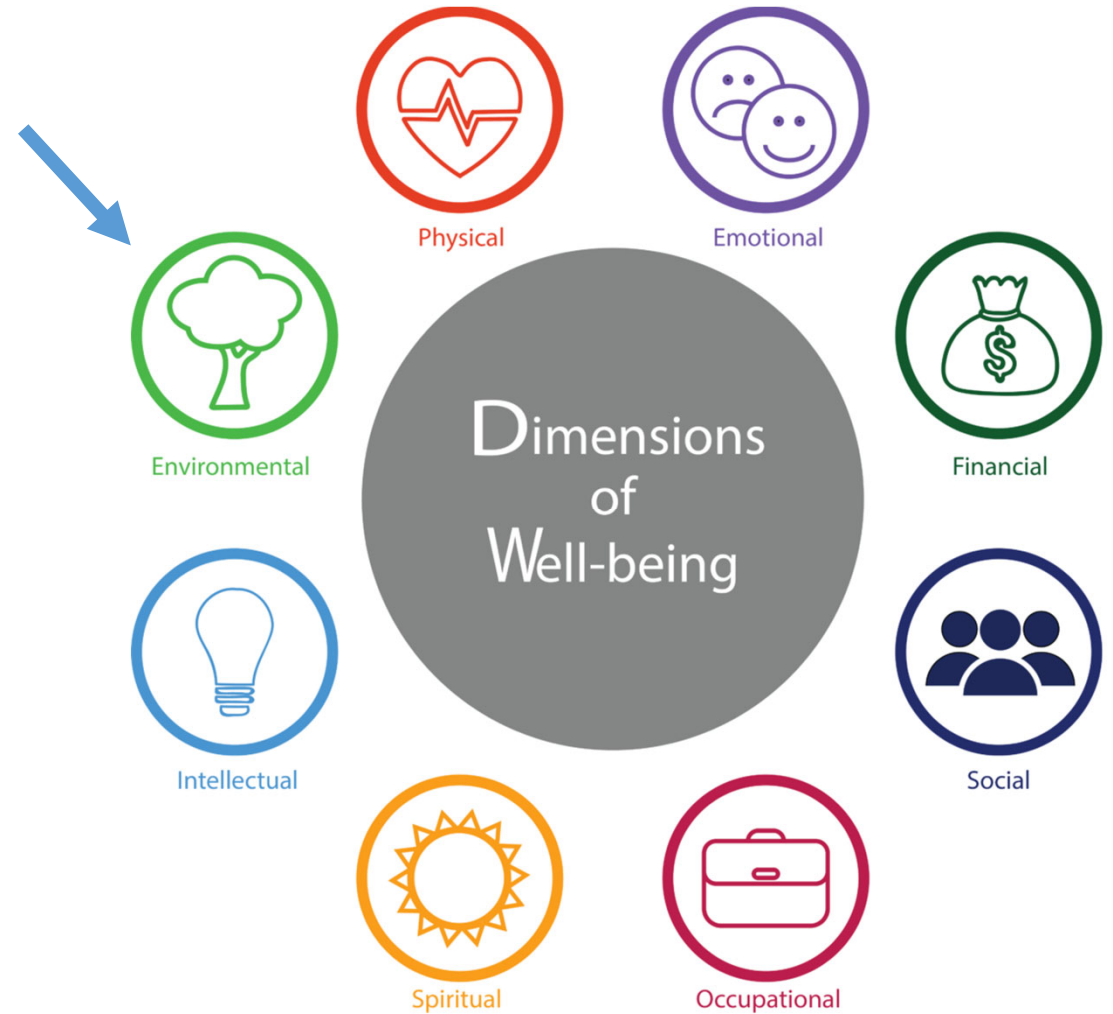 Physical
Emotional
Environmental
$
Financial
Dimensions
of
Well-being
Intellectual
Social
Spiritual
Occupational